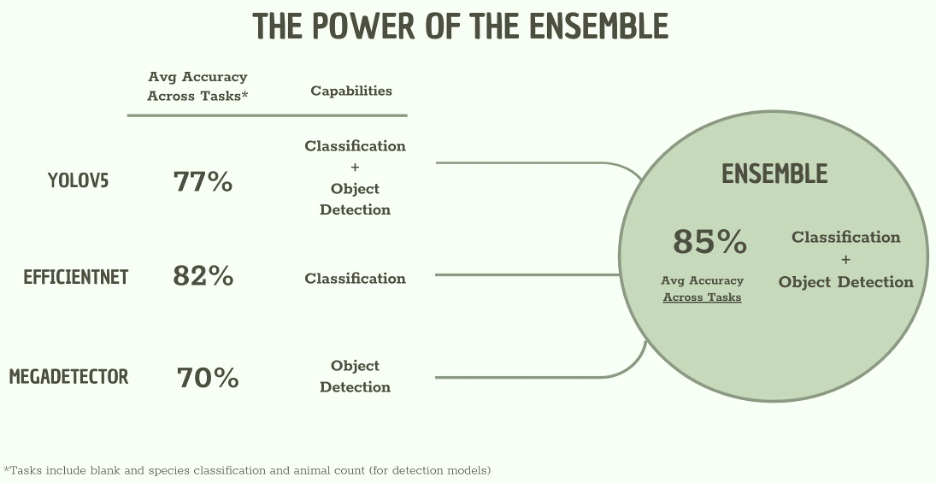 THE POWER OF THE ENSEMBLE
Avg Accuracy
Across Tasks*
Capabilities
YOLOV5
77%
Classification
+
Object
Detection
EFFICIENTNET
82%
Classification
MEGADETECTOR
70%
Object
Detection
ENSEMBLE
85%
Avg Accuracy
Across Tasks
Classification
+
Object Detection
*Tasks include blank and species classification and animal count (for detection models)